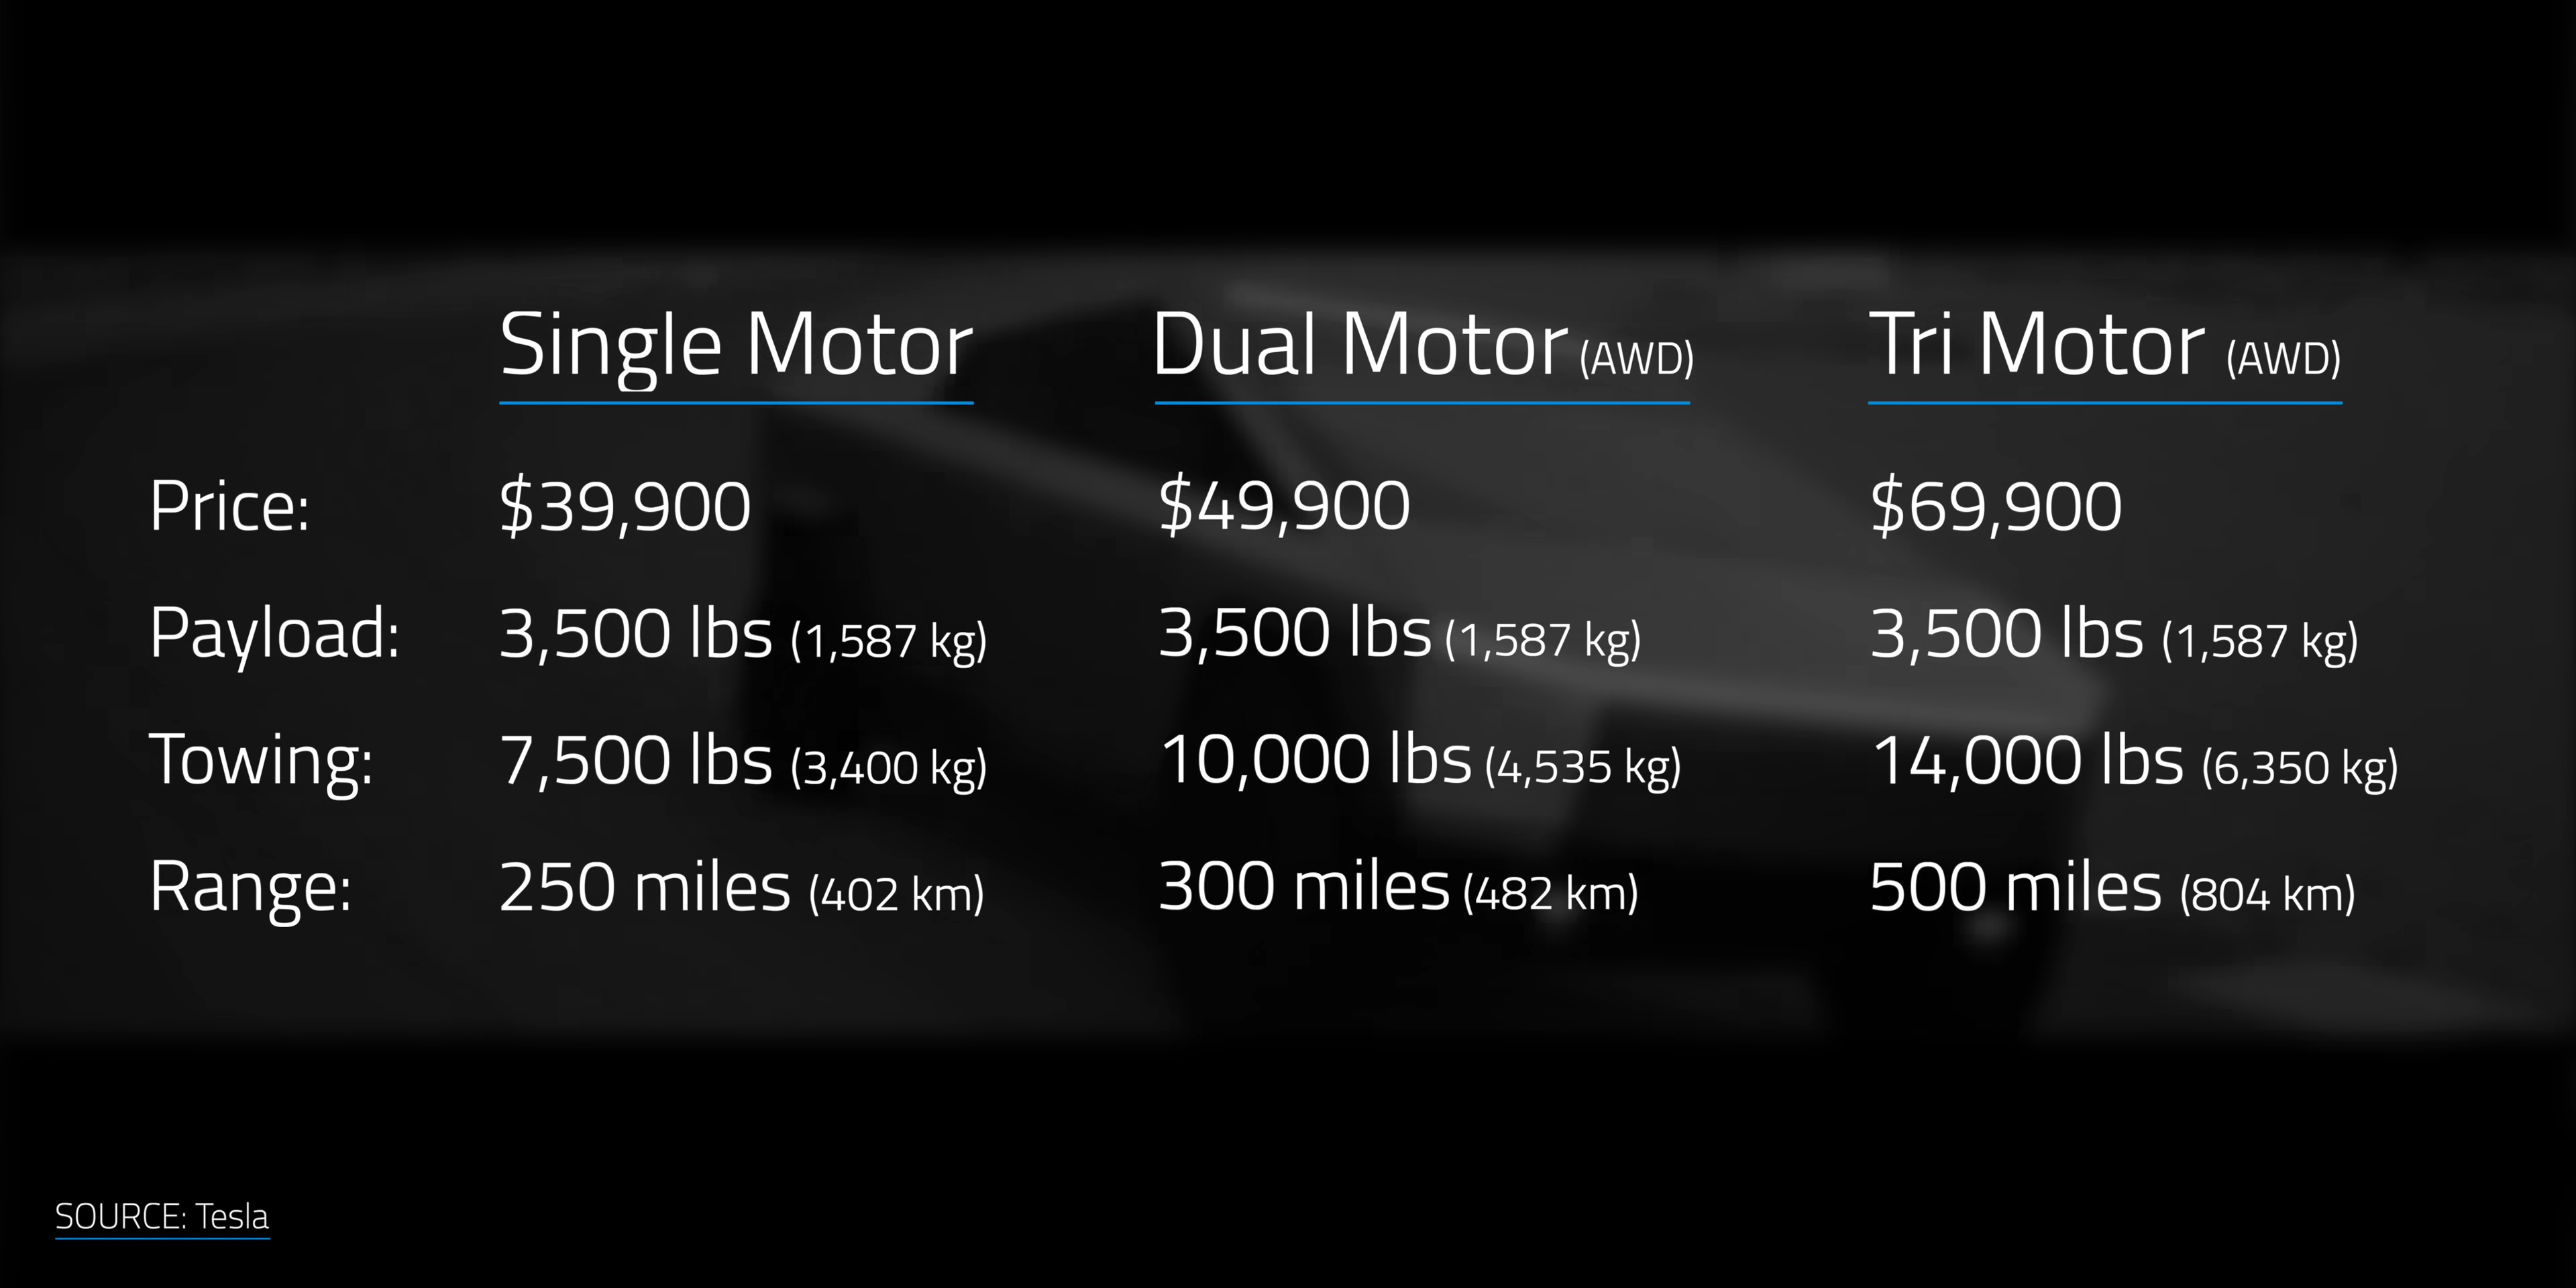 Single Motor Dual Motor (AWD) Tri Motor (AWD)
Price: $39,900 $49,900 $69,900
Payload: 3,500 lbs (1,587 kg) 3,500 lbs (1,587 kg) 3,500 lbs (1,587 kg)
Towing: 7,500 lbs (3,400 kg) 10,000 lbs (4,535 kg) 14,000 lbs (6,350 kg)
Range: 250 miles (402 km) 300 miles (482 km) 500 miles (804 km)
SOURCE: Tesla